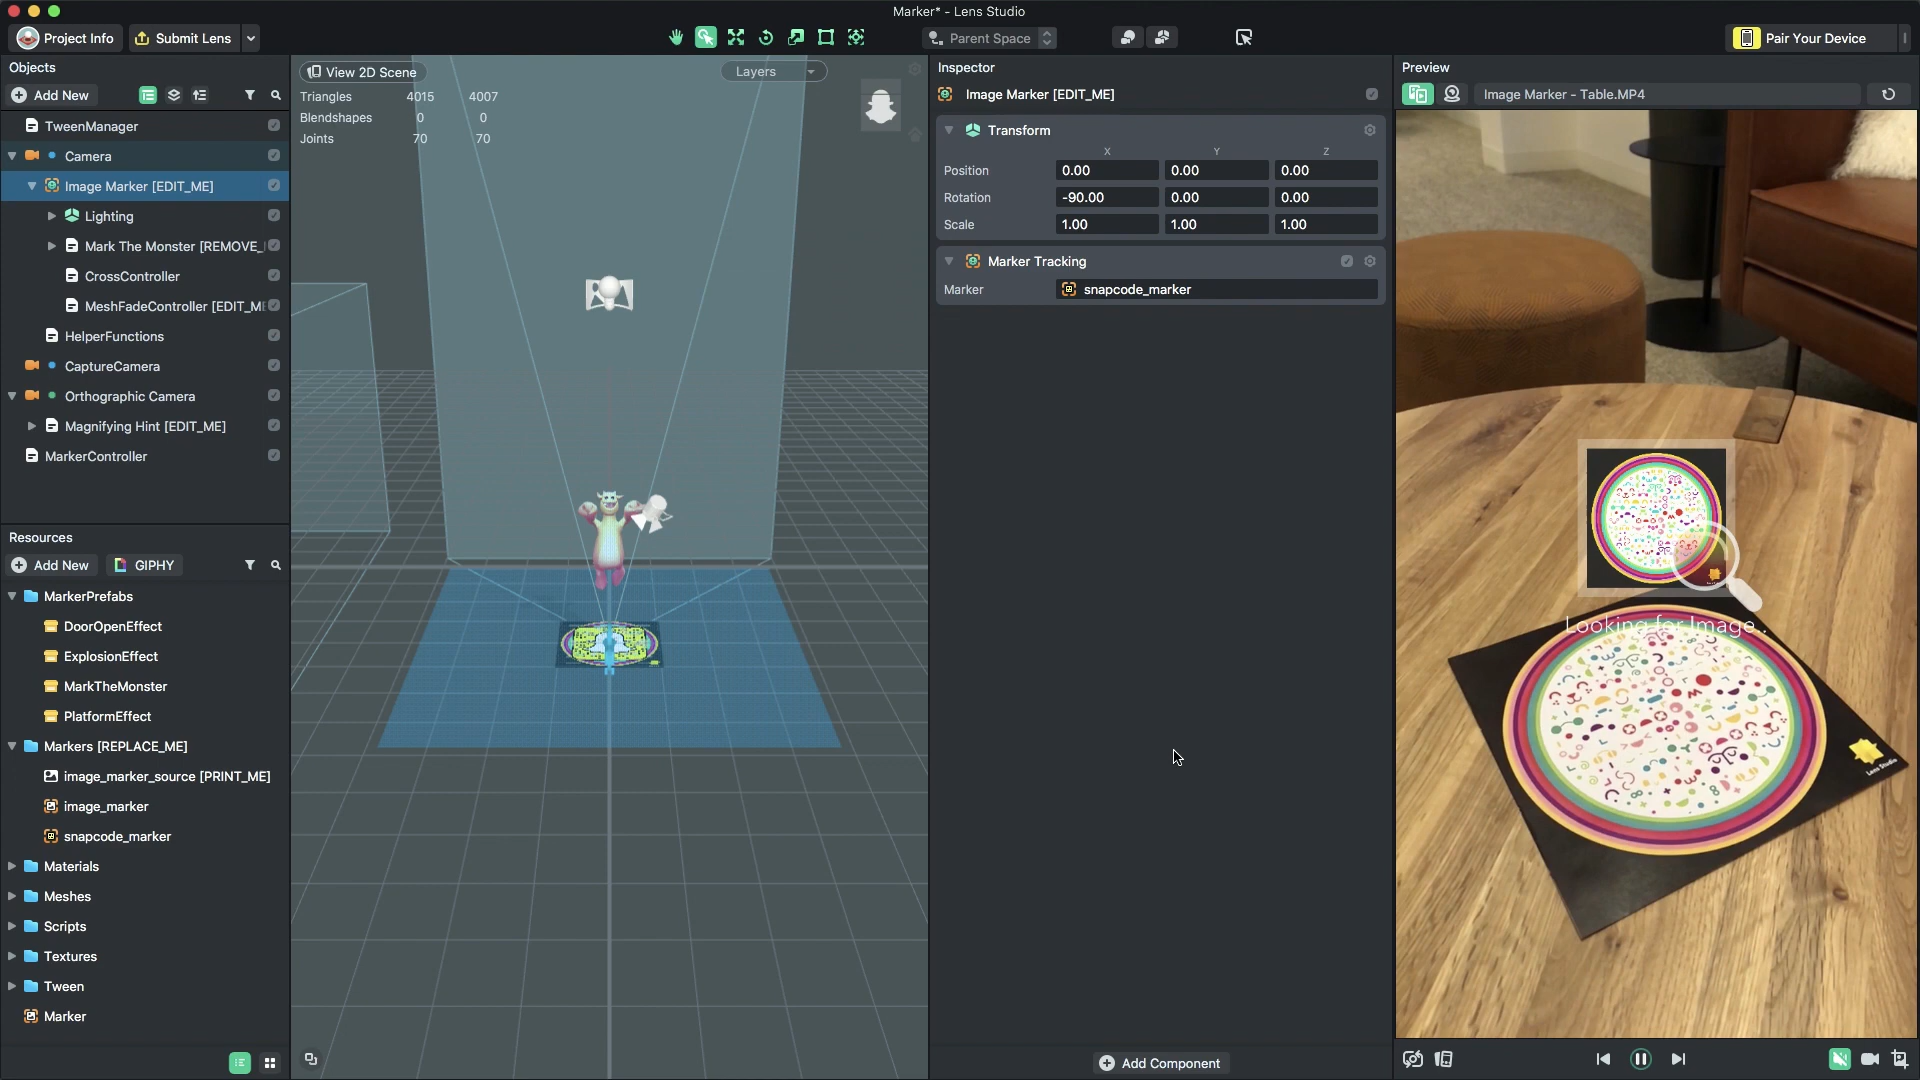 Marker* - Lens Studio
Project Info
Submit Lens
Parent Space
Pair Your Device
Objects
Add New
TweenManager
Camera
Image Marker [EDIT_ME]
Lighting
Mark The Monster [REMOVE_
CrossController
MeshFadeController [EDIT_ME
HelperFunctions
CaptureCamera
Orthographic Camera
Magnifying Hint [EDIT_ME]
MarkerController
Resources
Add New
GIPHY
MarkerPrefabs
DoorOpenEffect
ExplosionEffect
MarkTheMonster
PlatformEffect
Markers [REPLACE_ME]
image_marker_source [PRINT_ME]
image_marker
snapcode_marker
Materials
Meshes
Scripts
Textures
Tween
Marker
View 2D Scene
Layers
Triangles 4015 4007
Blendshapes 0 0
Joints 70 70
Inspector
Image Marker [EDIT_ME]
Transform
X Y Z
Position 0.00 0.00 0.00
Rotation -90.00 0.00 0.00
Scale 1.00 1.00 1.00
Marker Tracking
Marker snapcode_marker
Add Component
Preview
Image Marker - Table.MP4
Looking for Image..
Lens Studio